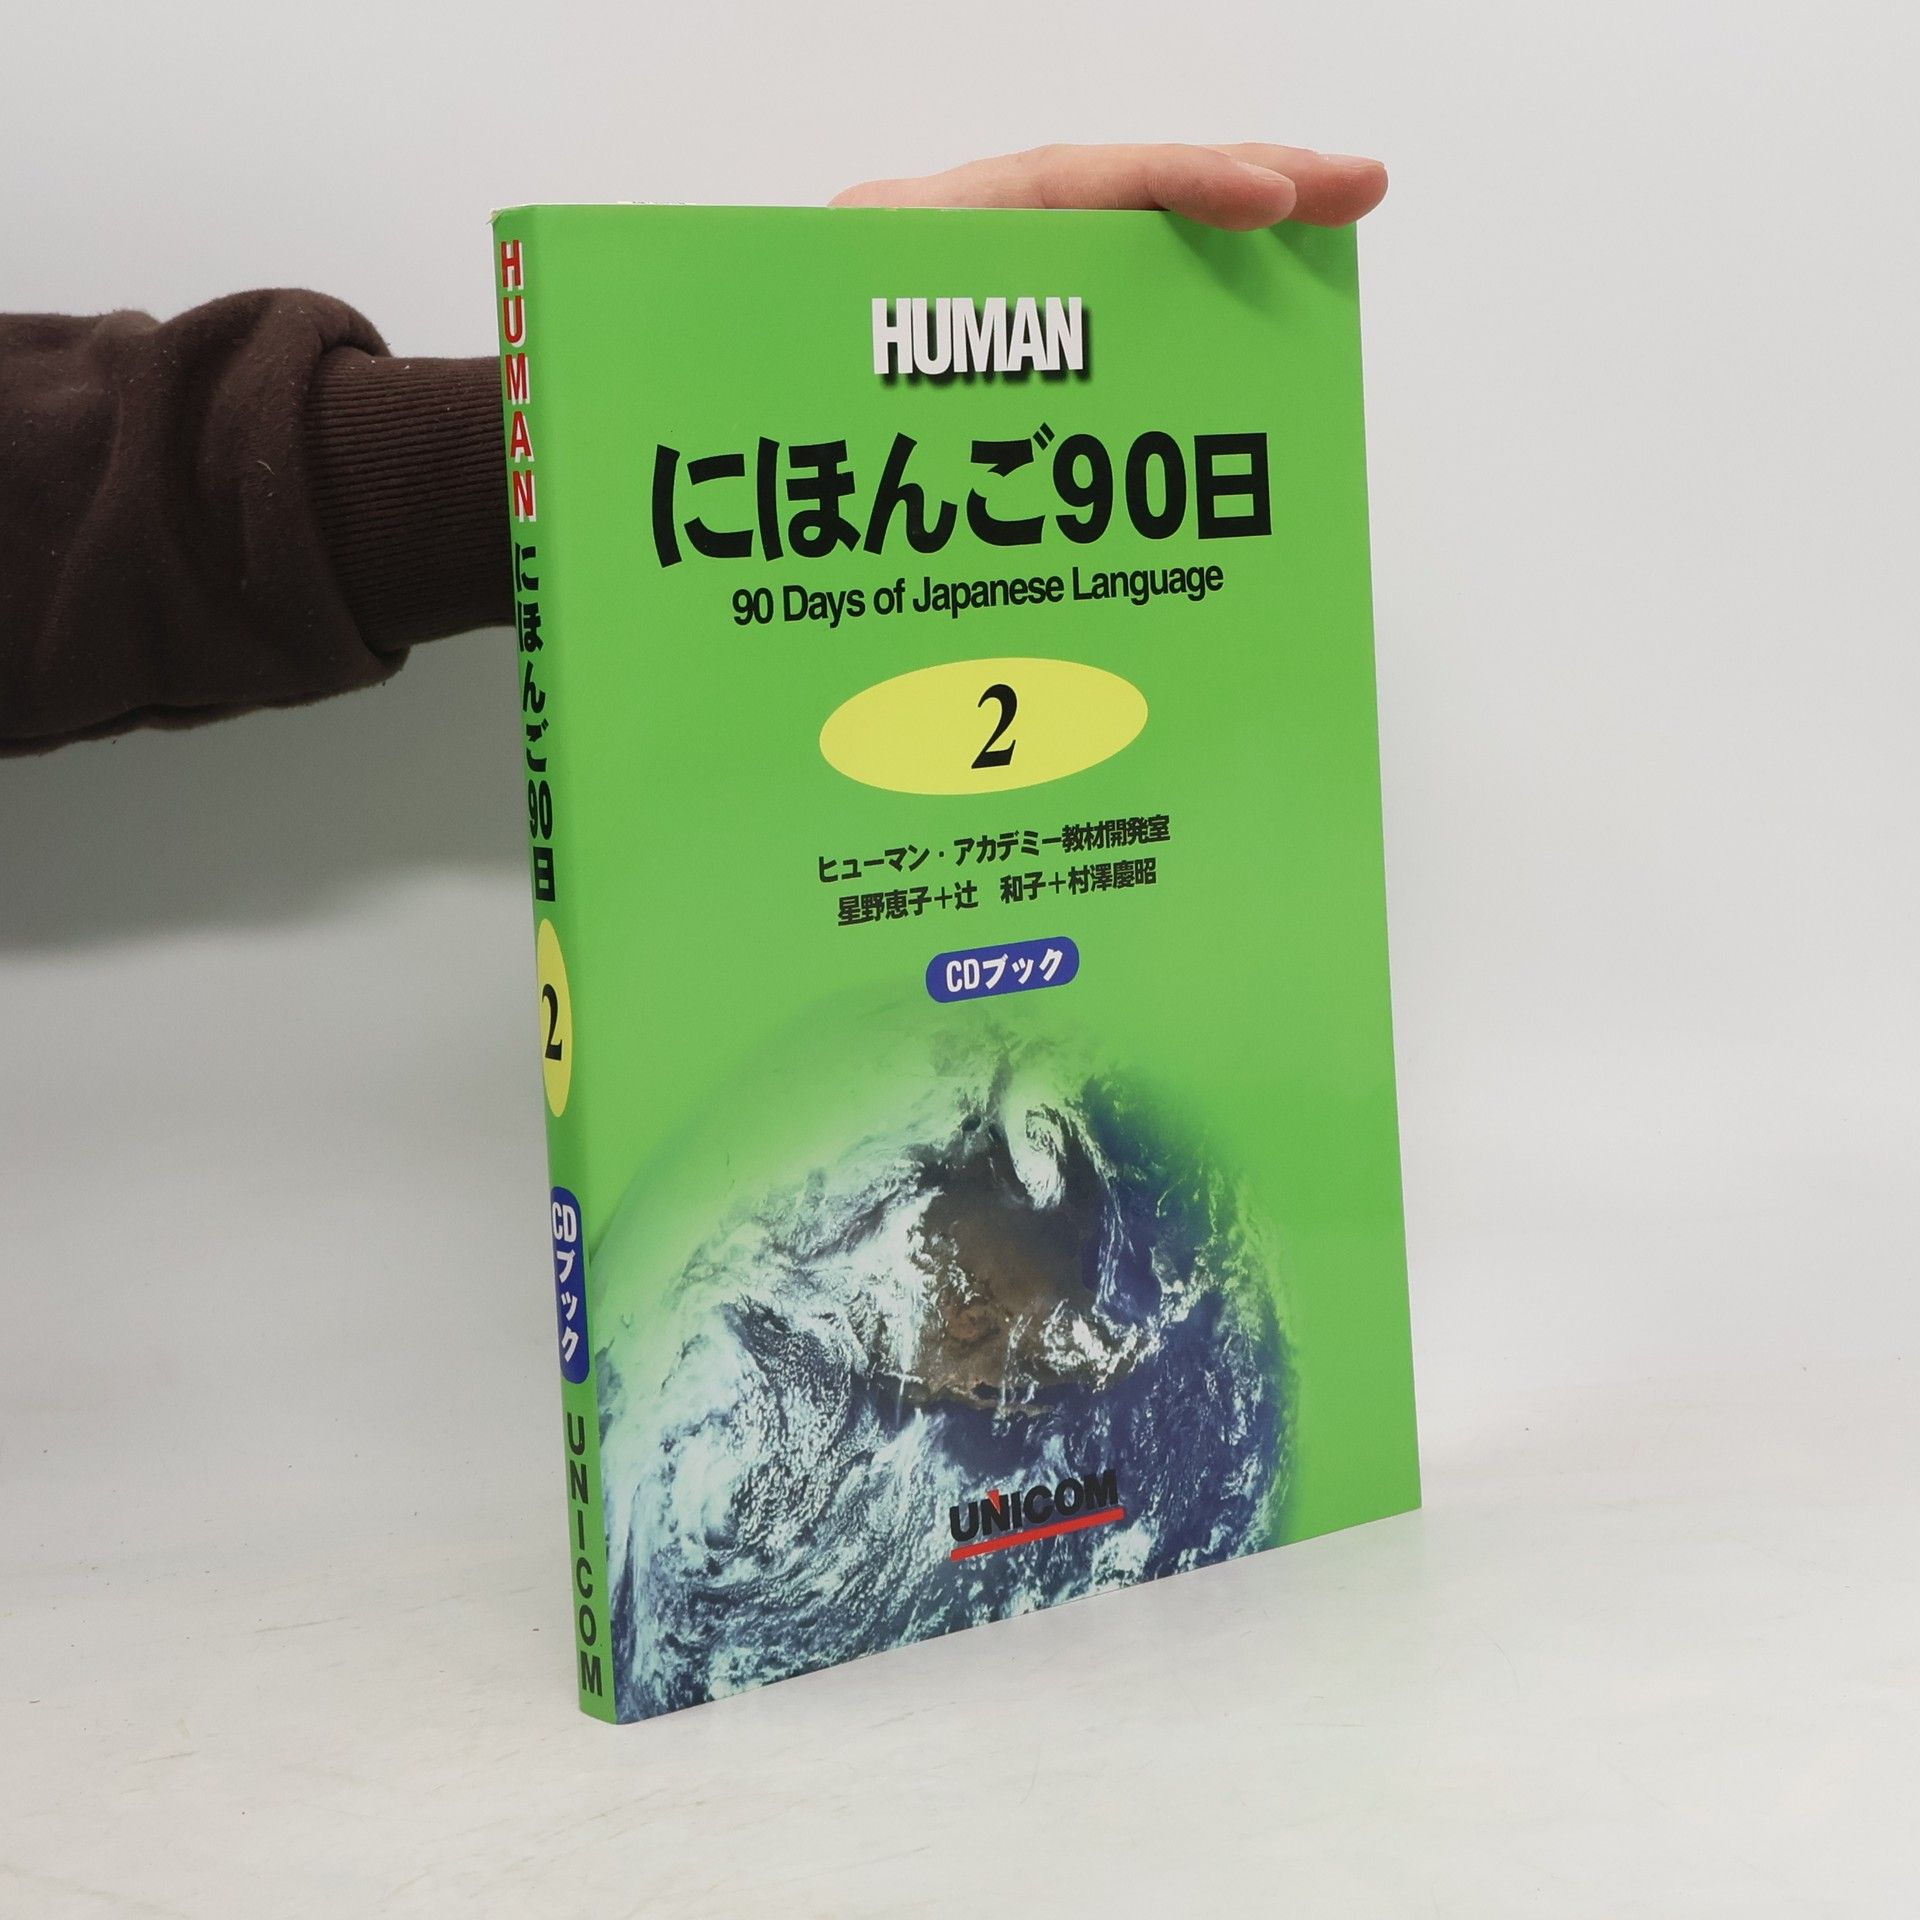 HUMAN
にほんご90日
90 Days of Japanese Language
2
ヒューマン・アカデミー教材開発室
星野恵子＋辻　和子＋村澤慶昭
CDブック
UNICOM
HUMAN にほんご90日 2 CDブック UNICOM